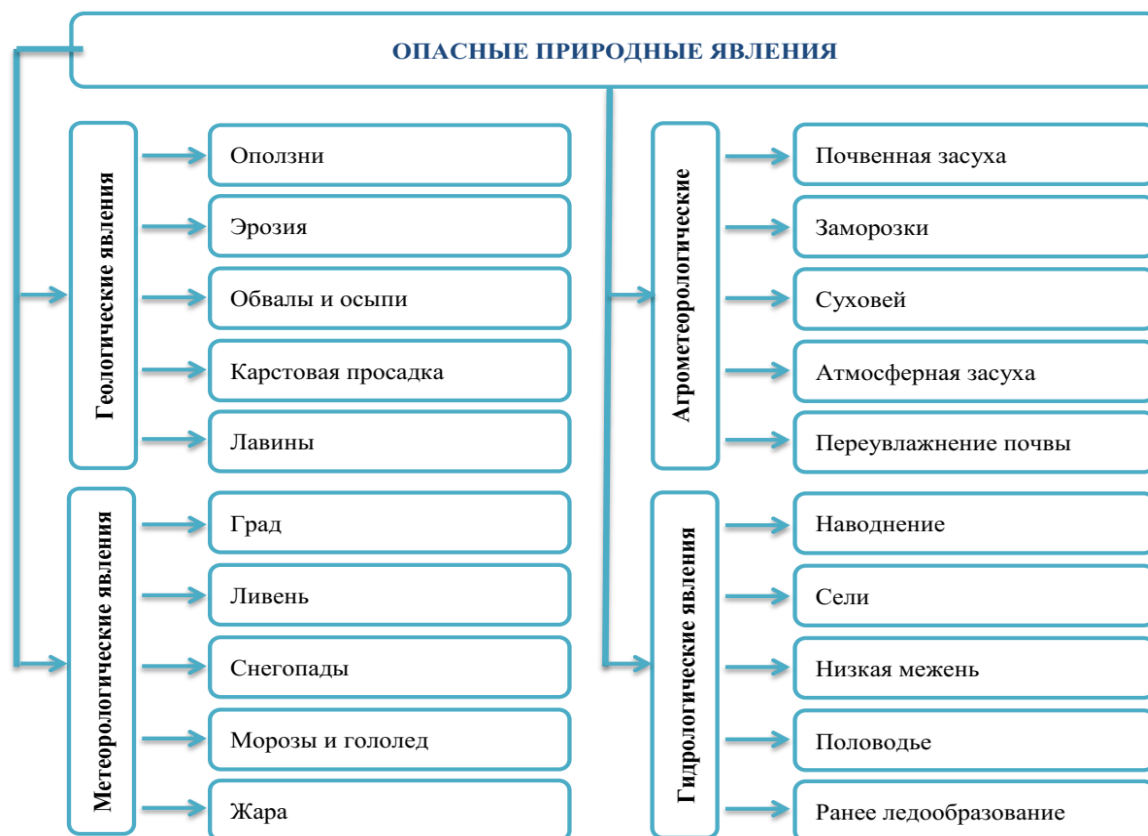 ОПАСНЫЕ ПРИРОДНЫЕ ЯВЛЕНИЯ
Геологические явления
Оползни
Эрозия
Обвалы и осыпи
Карстовая просадка
Лавины
Метеорологические явления
Град
Ливень
Снегопады
Морозы и гололед
Жара
Агрометеорологические
Почвенная засуха
Заморозки
Суховей
Атмосферная засуха
Переувлажнение почвы
Гидрологические явления
Наводнение
Сели
Низкая межень
Половодье
Ранее ледообразование